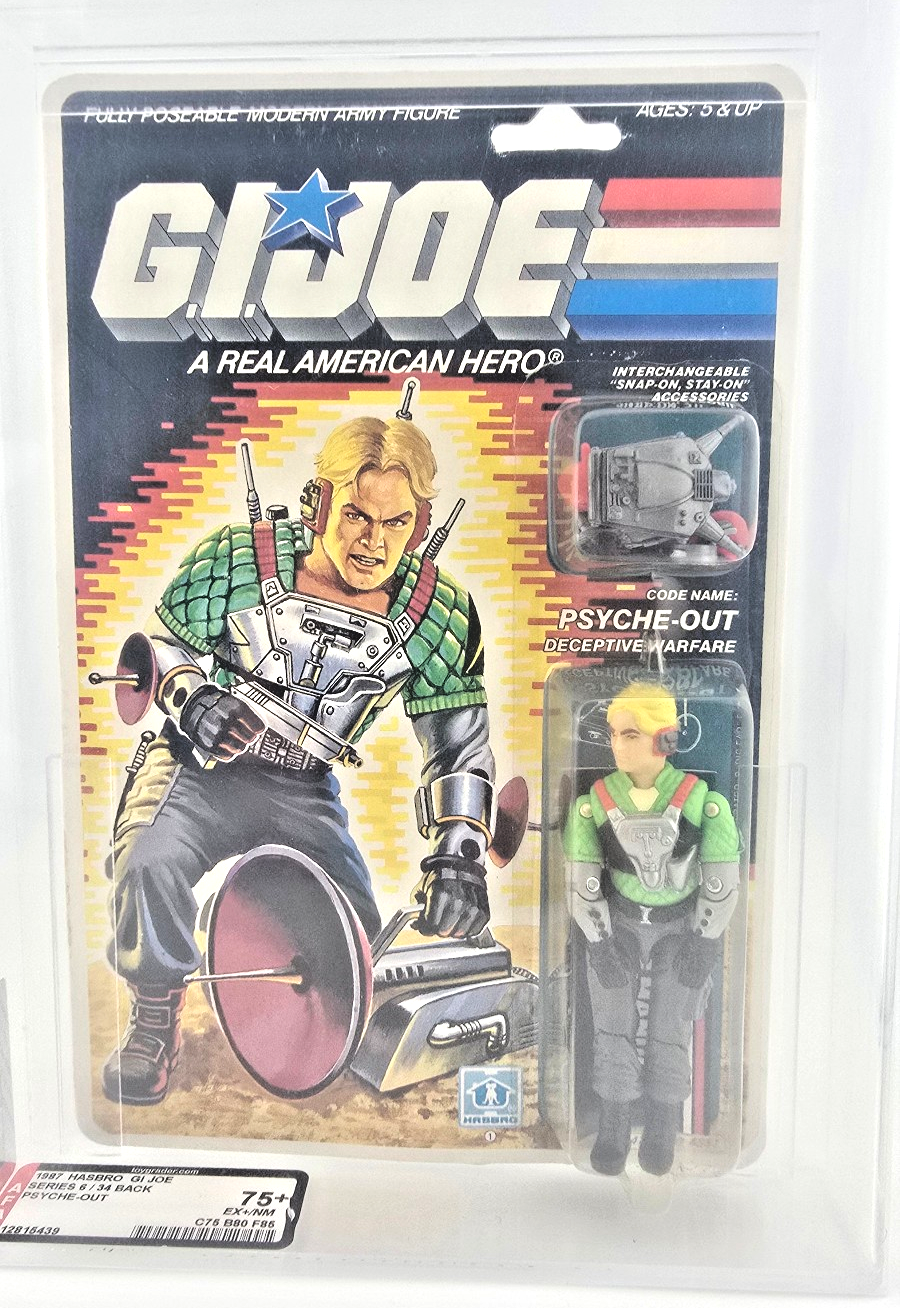 FULLY POSEABLE MODERN ARMY FIGURE
AGES: 5 & UP
G.I. JOE
A REAL AMERICAN HERO®
INTERCHANGEABLE
"SNAP-ON, STAY-ON"
ACCESSORIES
CODE NAME:
PSYCHE-OUT
DECEPTIVE WARFARE
HASBRO
®
toygrader.com
AFA
1987 HASBRO GI JOE
SERIES 6 / 34 BACK
PSYCHE-OUT
75+
EX+/NM
C75 B80 F85
12815439